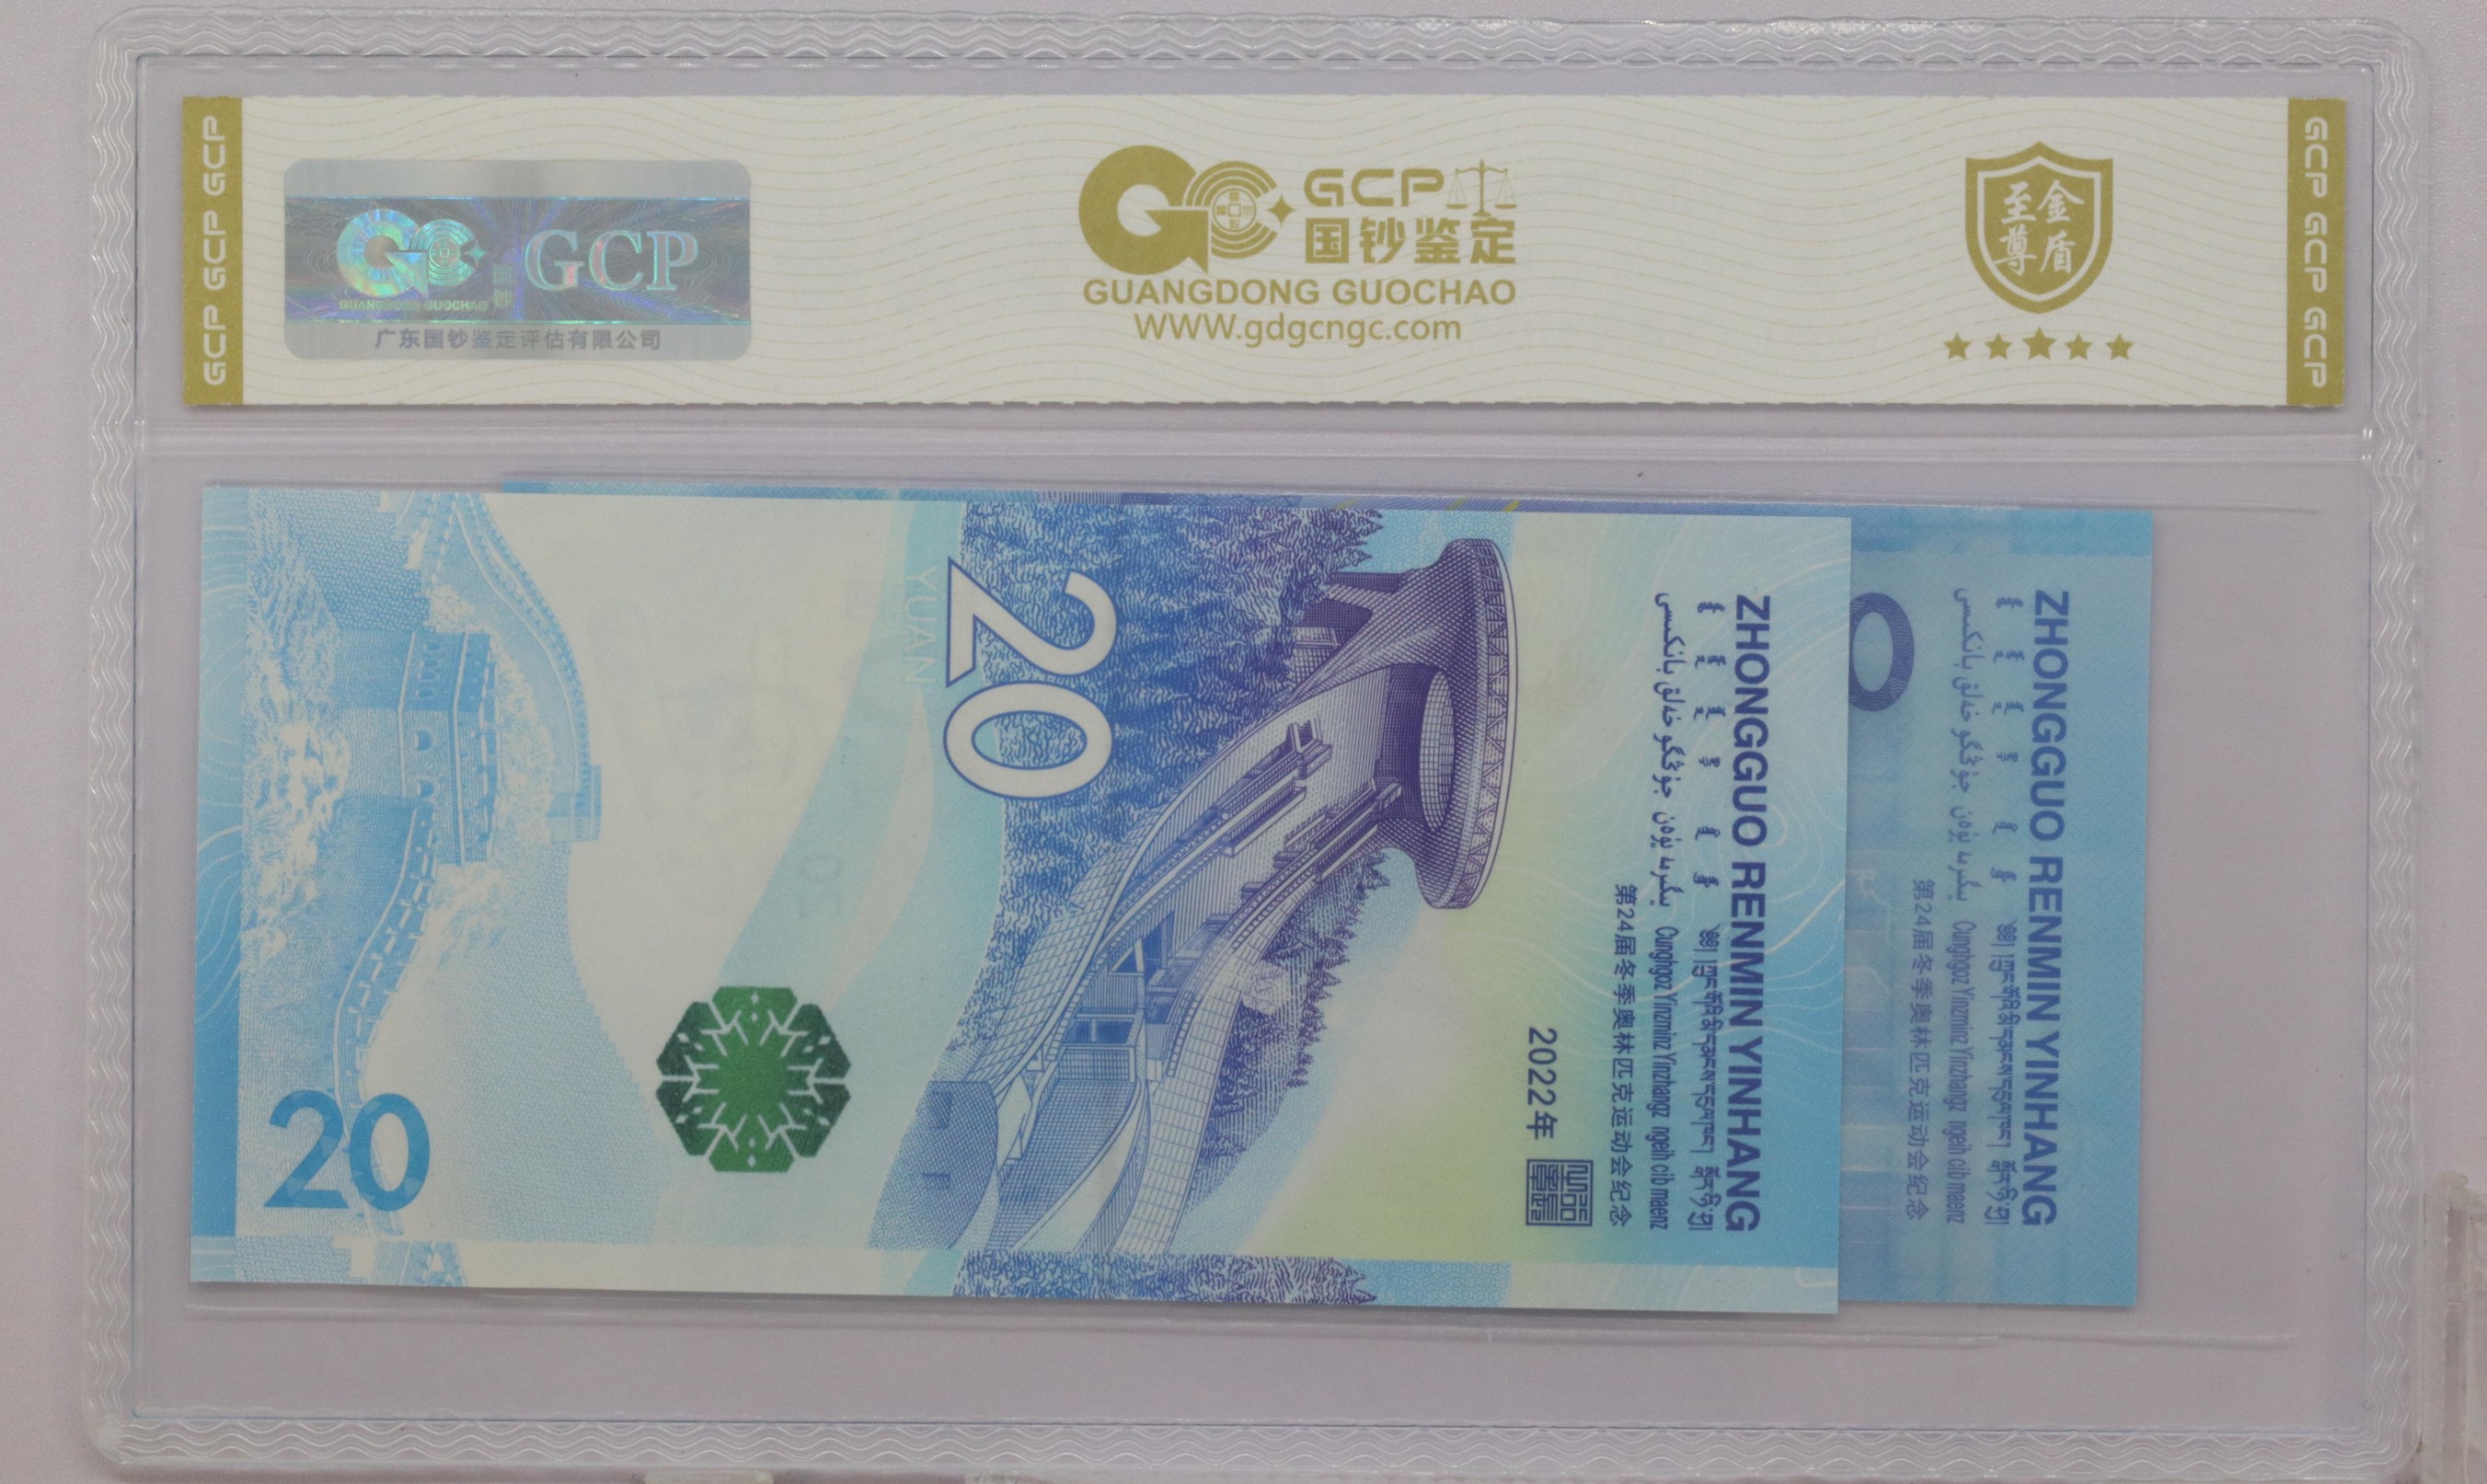 GCP GCP GCP
GCP
GUANGDONG GUOCHAO
国钞
广东国钞鉴定评估有限公司
GCP
国钞鉴定
GUANGDONG GUOCHAO
WWW.gdgcngc.com
金盾
至尊
GCP GCP GCP
ZHONGGUO RENMIN YINHANG
Cunghgoz Yinzminz Yinzhangz ngeih cib maenz
第24届冬季奥林匹克运动会纪念
2022年
20
YUAN
20
ZHONGGUO RENMIN YINHANG
Cunghgoz Yinzminz Yinzhangz ngeih cib maenz
第24届冬季奥林匹克运动会纪念
0